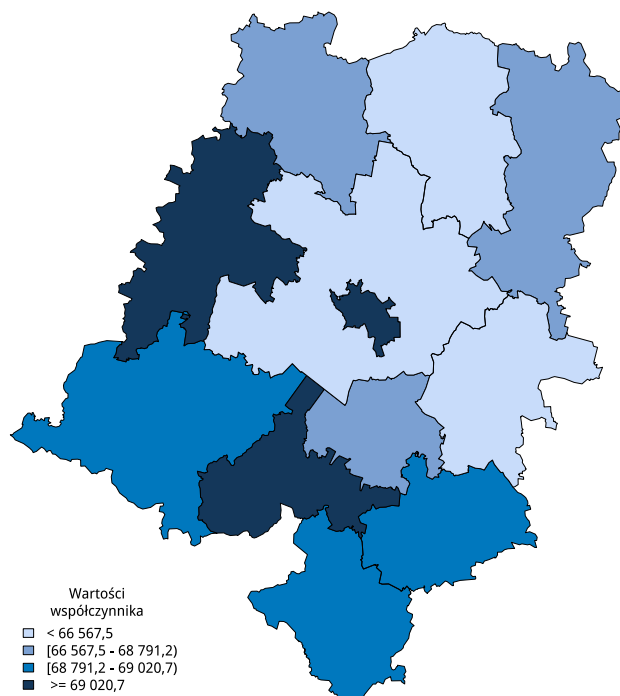 Wartości
współczynnika
< 66 567,5
[66 567,5 - 68 791,2)
[68 791,2 - 69 020,7)
>= 69 020,7